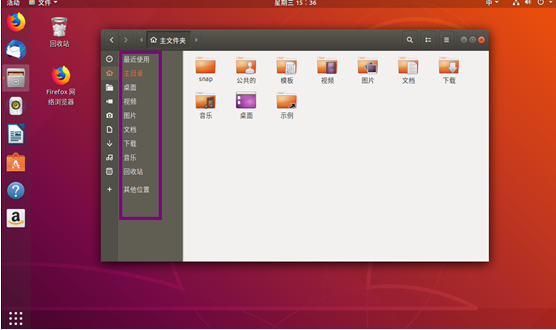 活动
文件
星期三 15：36
中
回收站
Firefox 网
络浏览器
主文件夹
最近使用
主目录
桌面
视频
图片
文档
下载
音乐
回收站
其他位置
snap
公共的
模板
视频
图片
文档
下载
音乐
桌面
示例